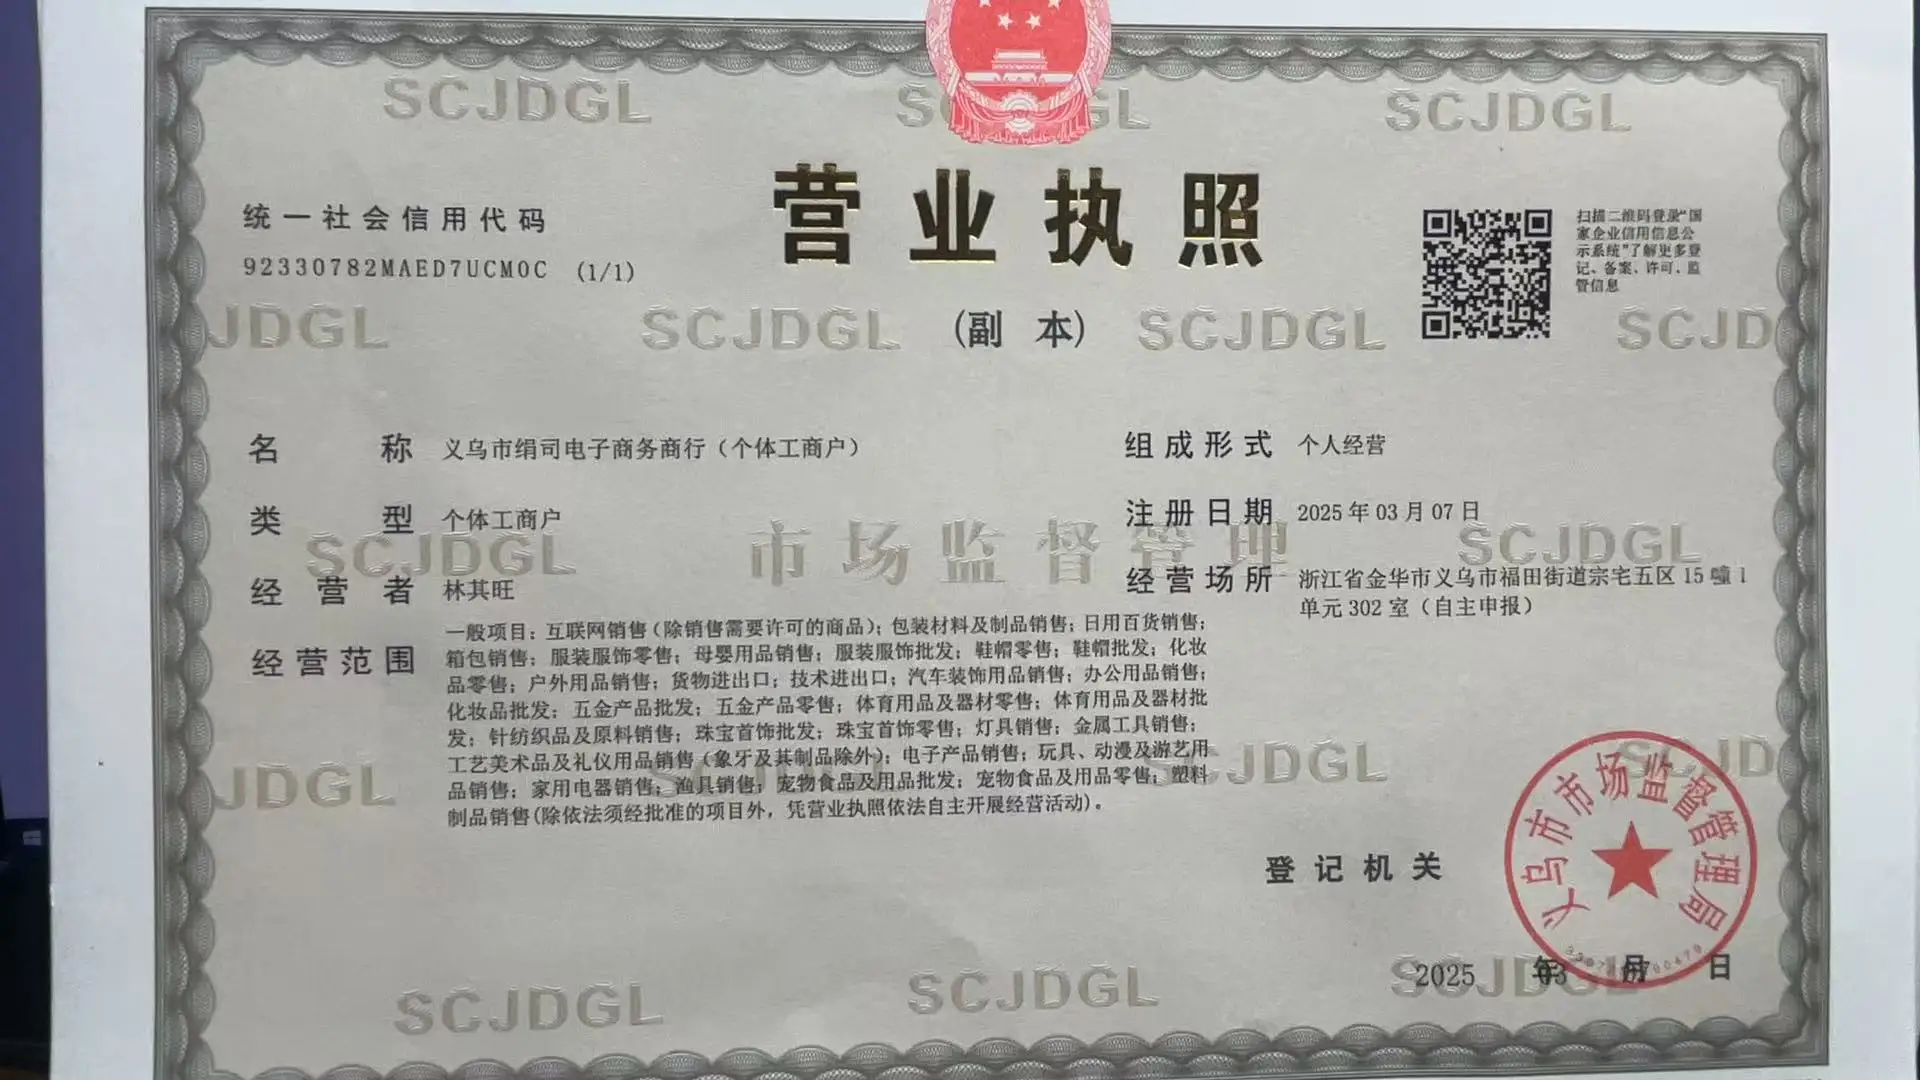 营业执照
(副 本)
统一社会信用代码
92330782MAED7UCM0C (1/1)
扫描二维码登录"国
家企业信用信息公
示系统"了解更多登
记、备案、许可、监
管信息
名称 义乌市绢司电子商务商行（个体工商户）
类型 个体工商户
经营者 林其旺
经营范围 一般项目：互联网销售（除销售需要许可的商品）；包装材料及制品销售；日用百货销售；
箱包销售；服装服饰零售；母婴用品销售；服装服饰批发；鞋帽零售；鞋帽批发；化妆
品零售；户外用品销售；货物进出口；技术进出口；汽车装饰用品销售；办公用品销售；
化妆品批发；五金产品批发；五金产品零售；体育用品及器材零售；体育用品及器材批
发；针纺织品及原料销售；珠宝首饰批发；珠宝首饰零售；灯具销售；金属工具销售；
工艺美术品及礼仪用品销售（象牙及其制品除外）；电子产品销售；玩具、动漫及游艺用
品销售；家用电器销售；渔具销售；宠物食品及用品批发；宠物食品及用品零售；塑料
制品销售(除依法须经批准的项目外，凭营业执照依法自主开展经营活动)。
组成形式 个人经营
注册日期 2025年03月07日
经营场所 浙江省金华市义乌市福田街道宗宅五区15幢1
单元302室（自主申报）
登记机关
义乌市市场监督管理局
2025年03月07日
SCJDGL
市场监督管理